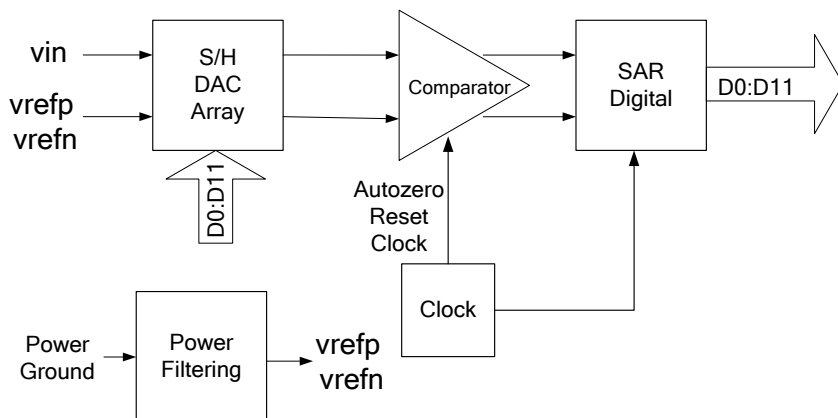 vin
vrefp
vrefn
S/H
DAC
Array
D0:D11
Comparator
SAR
Digital
D0:D11
Autozero
Reset
Clock
Clock
Power
Ground
Power
Filtering
vrefp
vrefn